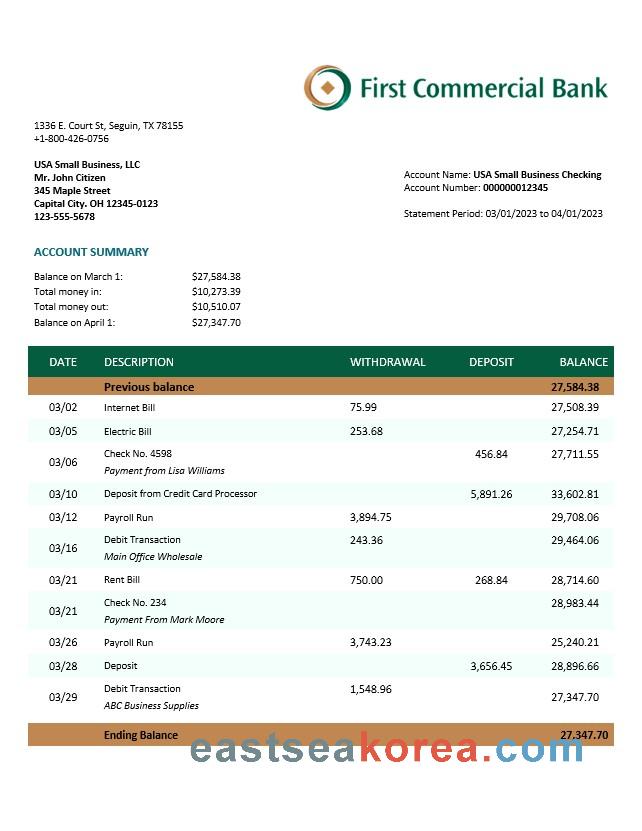 First Commercial Bank
1336 E. Court St, Seguin, TX 78155
+1-800-426-0756
USA Small Business, LLC
Mr. John Citizen
345 Maple Street
Capital City. OH 12345-0123
123-555-5678
Account Name: USA Small Business Checking
Account Number: 000000012345
Statement Period: 03/01/2023 to 04/01/2023
ACCOUNT SUMMARY
Balance on March 1: $27,584.38
Total money in: $10,273.39
Total money out: $10,510.07
Balance on April 1: $27,347.70
DATE DESCRIPTION WITHDRAWAL DEPOSIT BALANCE
Previous balance 27,584.38
03/02 Internet Bill 75.99 27,508.39
03/05 Electric Bill 253.68 27,254.71
03/06 Check No. 4598 456.84 27,711.55
Payment from Lisa Williams
03/10 Deposit from Credit Card Processor 5,891.26 33,602.81
03/12 Payroll Run 3,894.75 29,708.06
03/16 Debit Transaction 243.36 29,464.06
Main Office Wholesale
03/21 Rent Bill 750.00 268.84 28,714.60
03/21 Check No. 234 28,983.44
Payment From Mark Moore
03/26 Payroll Run 3,743.23 25,240.21
03/28 Deposit 3,656.45 28,896.66
03/29 Debit Transaction 1,548.96 27,347.70
ABC Business Supplies
Ending Balance 27.347.70
eastseakorea.com